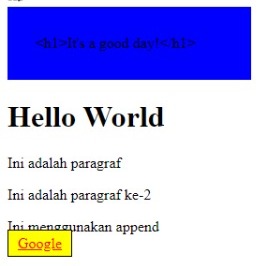 <h1>It's a good day!</h1>
Hello World
Ini adalah paragraf
Ini adalah paragraf ke-2
Ini menggunakan append
Google